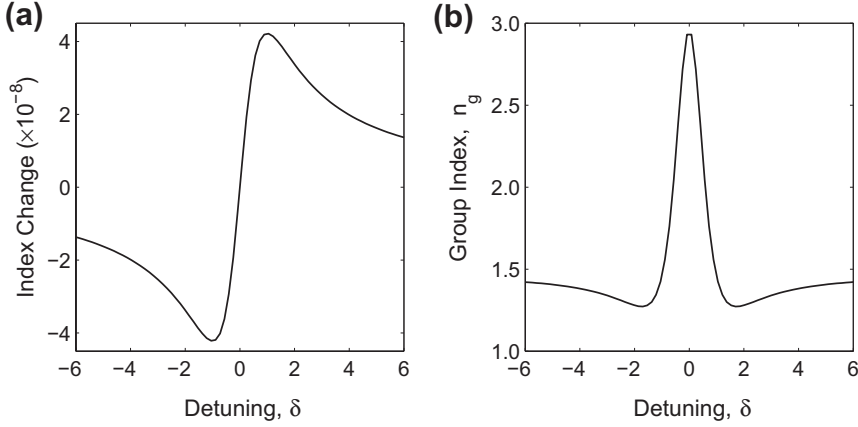 (a)
4
2
0
−2
−4
−6 −4 −2 0 2 4 6
Index Change (×10⁻⁸)
Detuning, δ
(b)
3.0
2.5
2.0
1.5
1.0
−6 −4 −2 0 2 4 6
Group Index, n_g
Detuning, δ